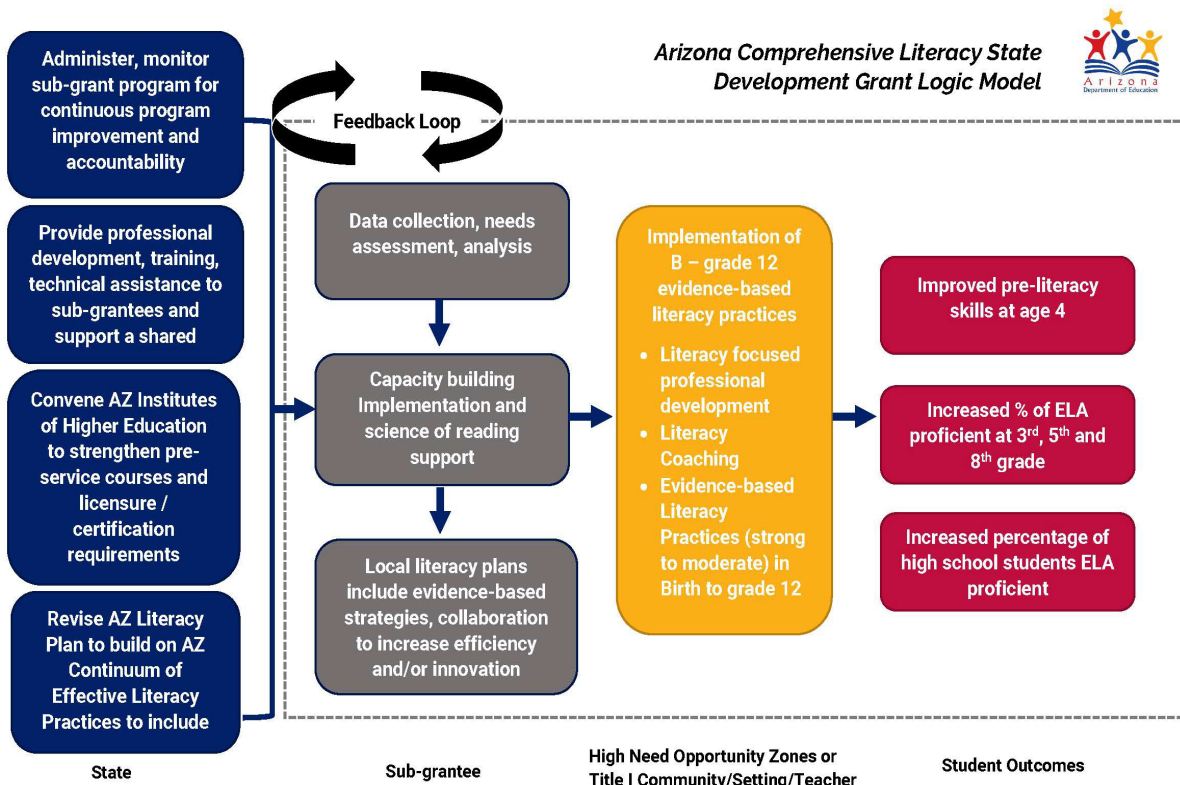 Arizona Comprehensive Literacy State
Development Grant Logic Model
Arizona
Department of Education
Administer, monitor
sub-grant program for
continuous program
improvement and
accountability
Provide professional
development, training,
technical assistance to
sub-grantees and
support a shared
Convene AZ Institutes
of Higher Education
to strengthen pre-
service courses and
licensure /
certification
requirements
Revise AZ Literacy
Plan to build on AZ
Continuum of
Effective Literacy
Practices to include
State
Feedback Loop
Data collection, needs
assessment, analysis
Capacity building
Implementation and
science of reading
support
Local literacy plans
include evidence-based
strategies, collaboration
to increase efficiency
and/or innovation
Sub-grantee
Implementation of
B – grade 12
evidence-based
literacy practices
• Literacy focused
professional
development
• Literacy
Coaching
• Evidence-based
Literacy
Practices (strong
to moderate) in
Birth to grade 12
High Need Opportunity Zones or
Title I Community/Setting/Teacher
Improved pre-literacy
skills at age 4
Increased % of ELA
proficient at 3rd, 5th and
8th grade
Increased percentage of
high school students ELA
proficient
Student Outcomes